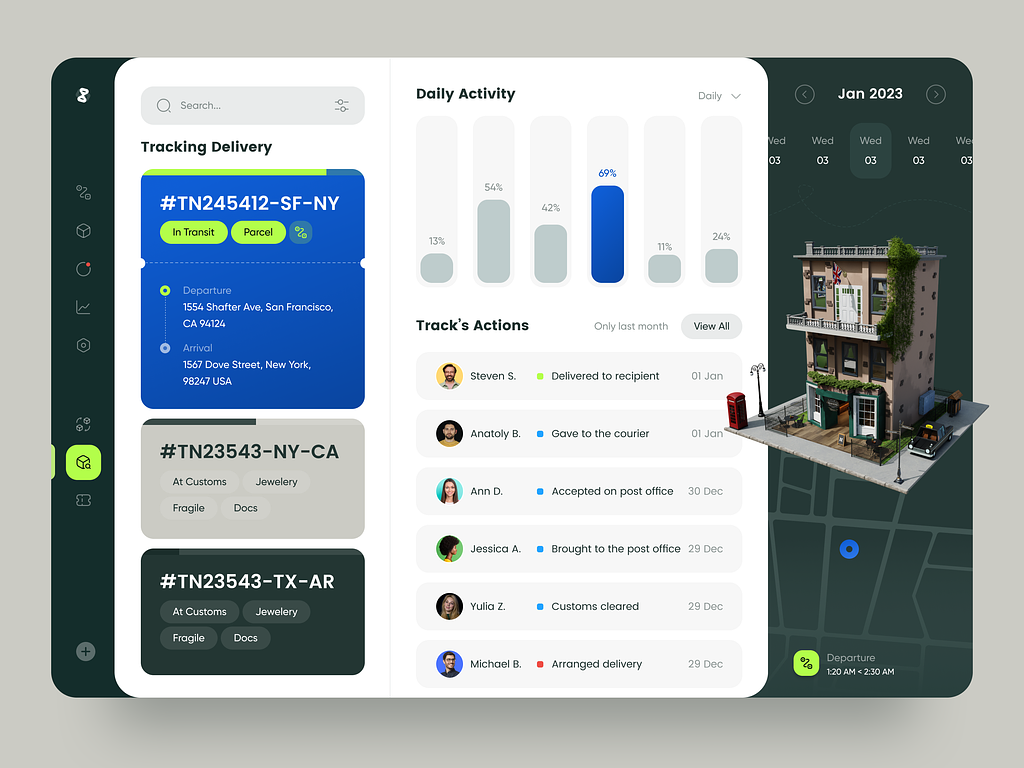 Search...
Tracking Delivery
#TN245412-SF-NY
In Transit
Parcel
Departure
1554 Shafter Ave, San Francisco,
CA 94124
Arrival
1567 Dove Street, New York,
98247 USA
#TN23543-NY-CA
At Customs
Jewelery
Fragile
Docs
#TN23543-TX-AR
At Customs
Jewelery
Fragile
Docs
Daily Activity
Daily
13%
54%
42%
69%
11%
24%
Track's Actions
Only last month
View All
Steven S.
Delivered to recipient
01 Jan
Anatoly B.
Gave to the courier
01 Jan
Ann D.
Accepted on post office
30 Dec
Jessica A.
Brought to the post office
29 Dec
Yulia Z.
Customs cleared
29 Dec
Michael B.
Arranged delivery
29 Dec
Jan 2023
Wed Wed Wed Wed Wed
03 03 03 03 03
Departure
1:20 AM < 2:30 AM